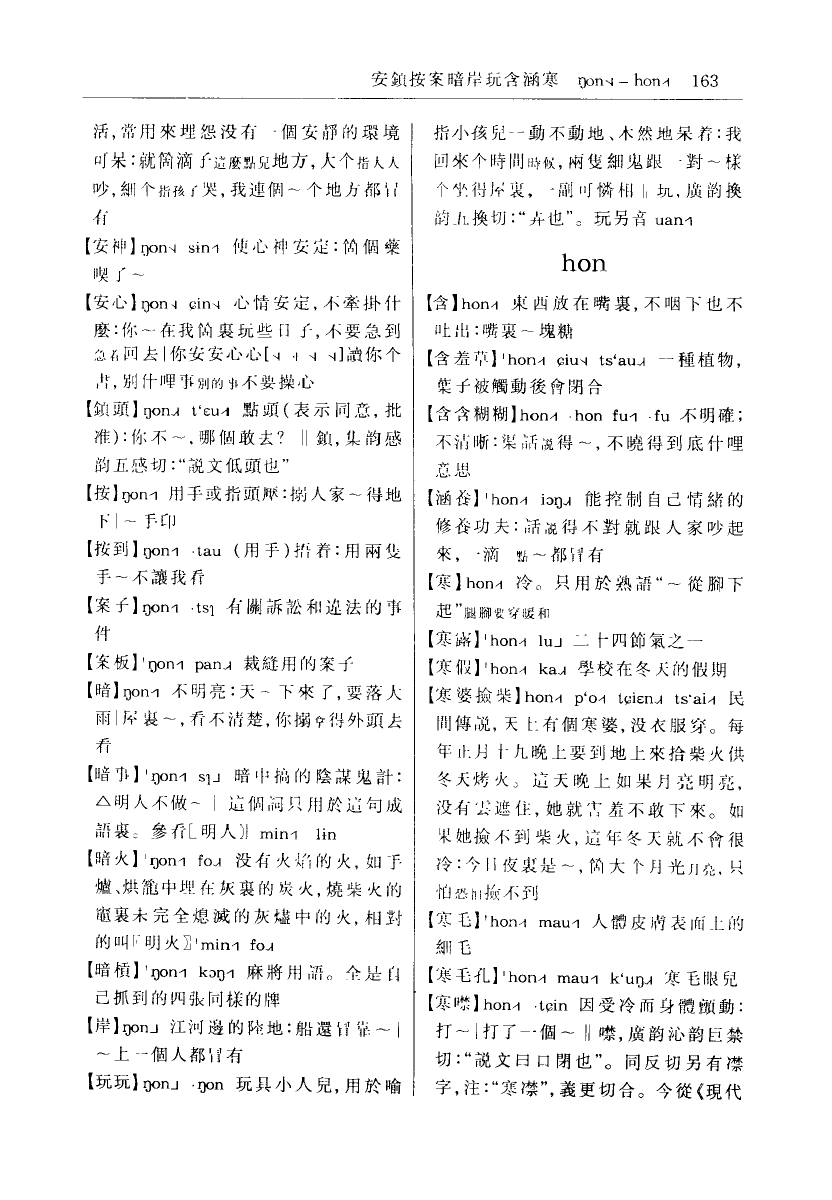 安鎮按案暗岸玩含涵寒 ŋon˧˩ – hon˧˥ 163
活,常用來埋怨没有一個安靜的環境
可呆:就箇滴子這麽點兒地方,大个指大人
吵,細个指孩子哭,我連個～个地方都冇
有
【安神】ŋon sin 使心神安定:箇個藥
喫了～
【安心】ŋon ɕin 心情安定,不牽掛什
麽:你～在我箇裏玩些日子,不要急到
急着回去|你安安心心讀你个
書,别什哩事别的事不要操心
【鎮頭】ŋon t‘ɛu 點頭(表示同意,批
准):你不～,哪個敢去? ‖鎮,集韵感
韵五感切:“説文低頭也”
【按】ŋon 用手或指頭壓:搦人家～得地
下|～手印
【按到】ŋon ·tau (用手)捂着:用兩隻
手～不讓我看
【案子】ŋon ·tsɿ 有關訴訟和違法的事
件
【案板】ˈŋon pan 裁縫用的案子
【暗】ŋon 不明亮:天～下來了,要落大
雨|屋裏～,看不清楚,你搦得外頭去
看
【暗事】ˈŋon sɿ 暗中搞的陰謀鬼計:
△明人不做～ | 這個詞只用於這句成
語裏。參看〖明人〗min lin
【暗火】ˈŋon fo 没有火焰的火,如手
爐、烘籠中埋在灰裏的炭火,燒柴火的
竈裏未完全熄滅的灰燼中的火,相對
的叫〖明火〗ˈmin fo
【暗槓】ˈŋon kɔŋ 麻將用語。全是自
己抓到的四張同樣的牌
【岸】ŋon 江河邊的陸地:船還冒靠～|
～上一個人都冒有
【玩玩】ŋon ·ŋon 玩具小人兒,用於喻
指小孩兒一動不動地、木然地呆着:我
回來个時間時候,兩隻細鬼跟一對～樣
个坐得屋裏,一副可憐相‖玩,廣韵换
韵五换切:“弄也”。玩另音 uan
hon
【含】hon 東西放在嘴裏,不咽下也不
吐出:嘴裏～塊糖
【含羞草】ˈhon ɕiu ts‘au 一種植物,
葉子被觸動後會閉合
【含含糊糊】hon ·hon fu ·fu 不明確;
不清晰:渠話説得～,不曉得到底什哩
意思
【涵養】ˈhon iɔŋ 能控制自己情緒的
修養功夫:話説得不對就跟人家吵起
來,一滴點～都冒有
【寒】hon 冷。只用於熟語“～從腳下
起”腿腳要穿暖和
【寒露】ˈhon lu 二十四節氣之一
【寒假】ˈhon ka 學校在冬天的假期
【寒婆撿柴】hon p‘o tɕiɛn ts‘ai 民
間傳説,天上有個寒婆,没衣服穿。每
年正月十九晚上要到地上來拾柴火供
冬天烤火。這天晚上如果月亮明亮,
没有雲遮住,她就害羞不敢下來。如
果她撿不到柴火,這年冬天就不會很
冷:今日夜裏是～,箇大个月光月亮,只
怕恐怕撿不到
【寒毛】ˈhon mau 人體皮膚表面上的
細毛
【寒毛孔】ˈhon mau k‘uŋ 寒毛眼兒
【寒噤】hon ·tɕin 因受冷而身體顫動:
打～|打了一個～‖噤,廣韵沁韵巨禁
切:“説文曰口閉也”。同反切另有凚
字,注:“寒凚”,義更切合。今從《現代